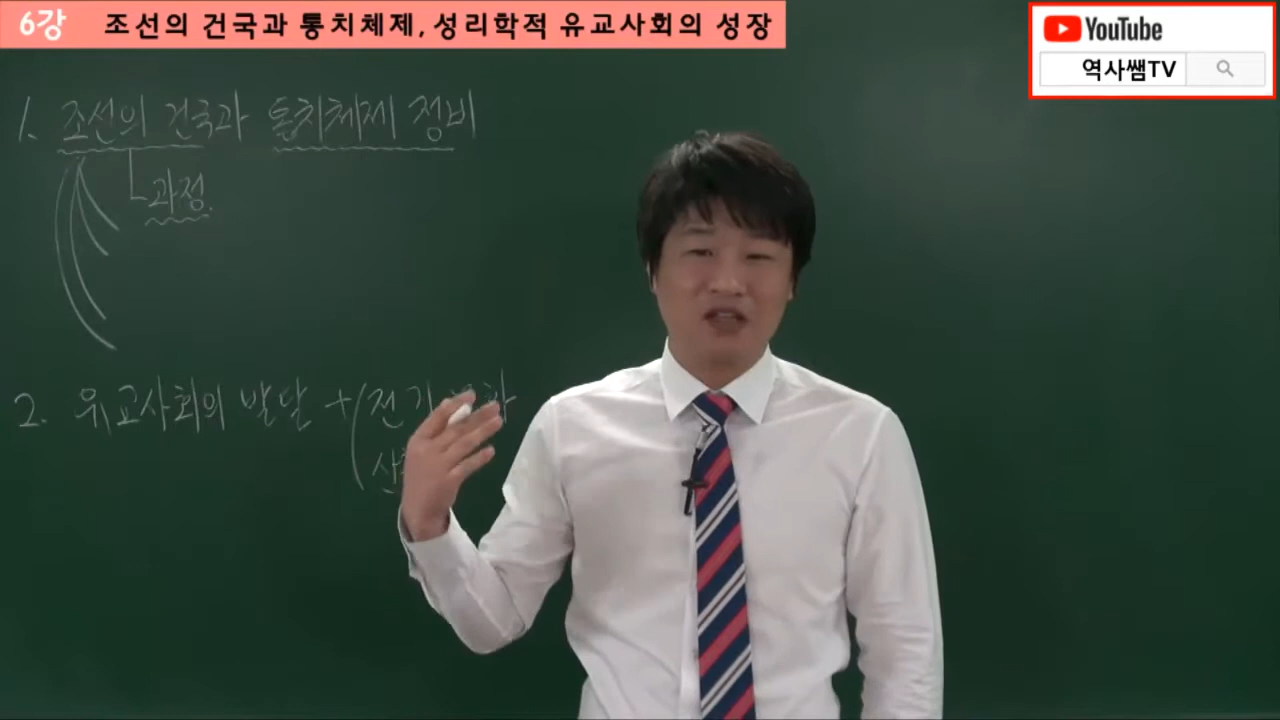 6강 조선의 건국과 통치체제, 성리학적 유교사회의 성장
YouTube
역사쌤TV
1. 조선의 건국과 통치체제 정비
과정.
2. 유교사회의 발달 + (전기